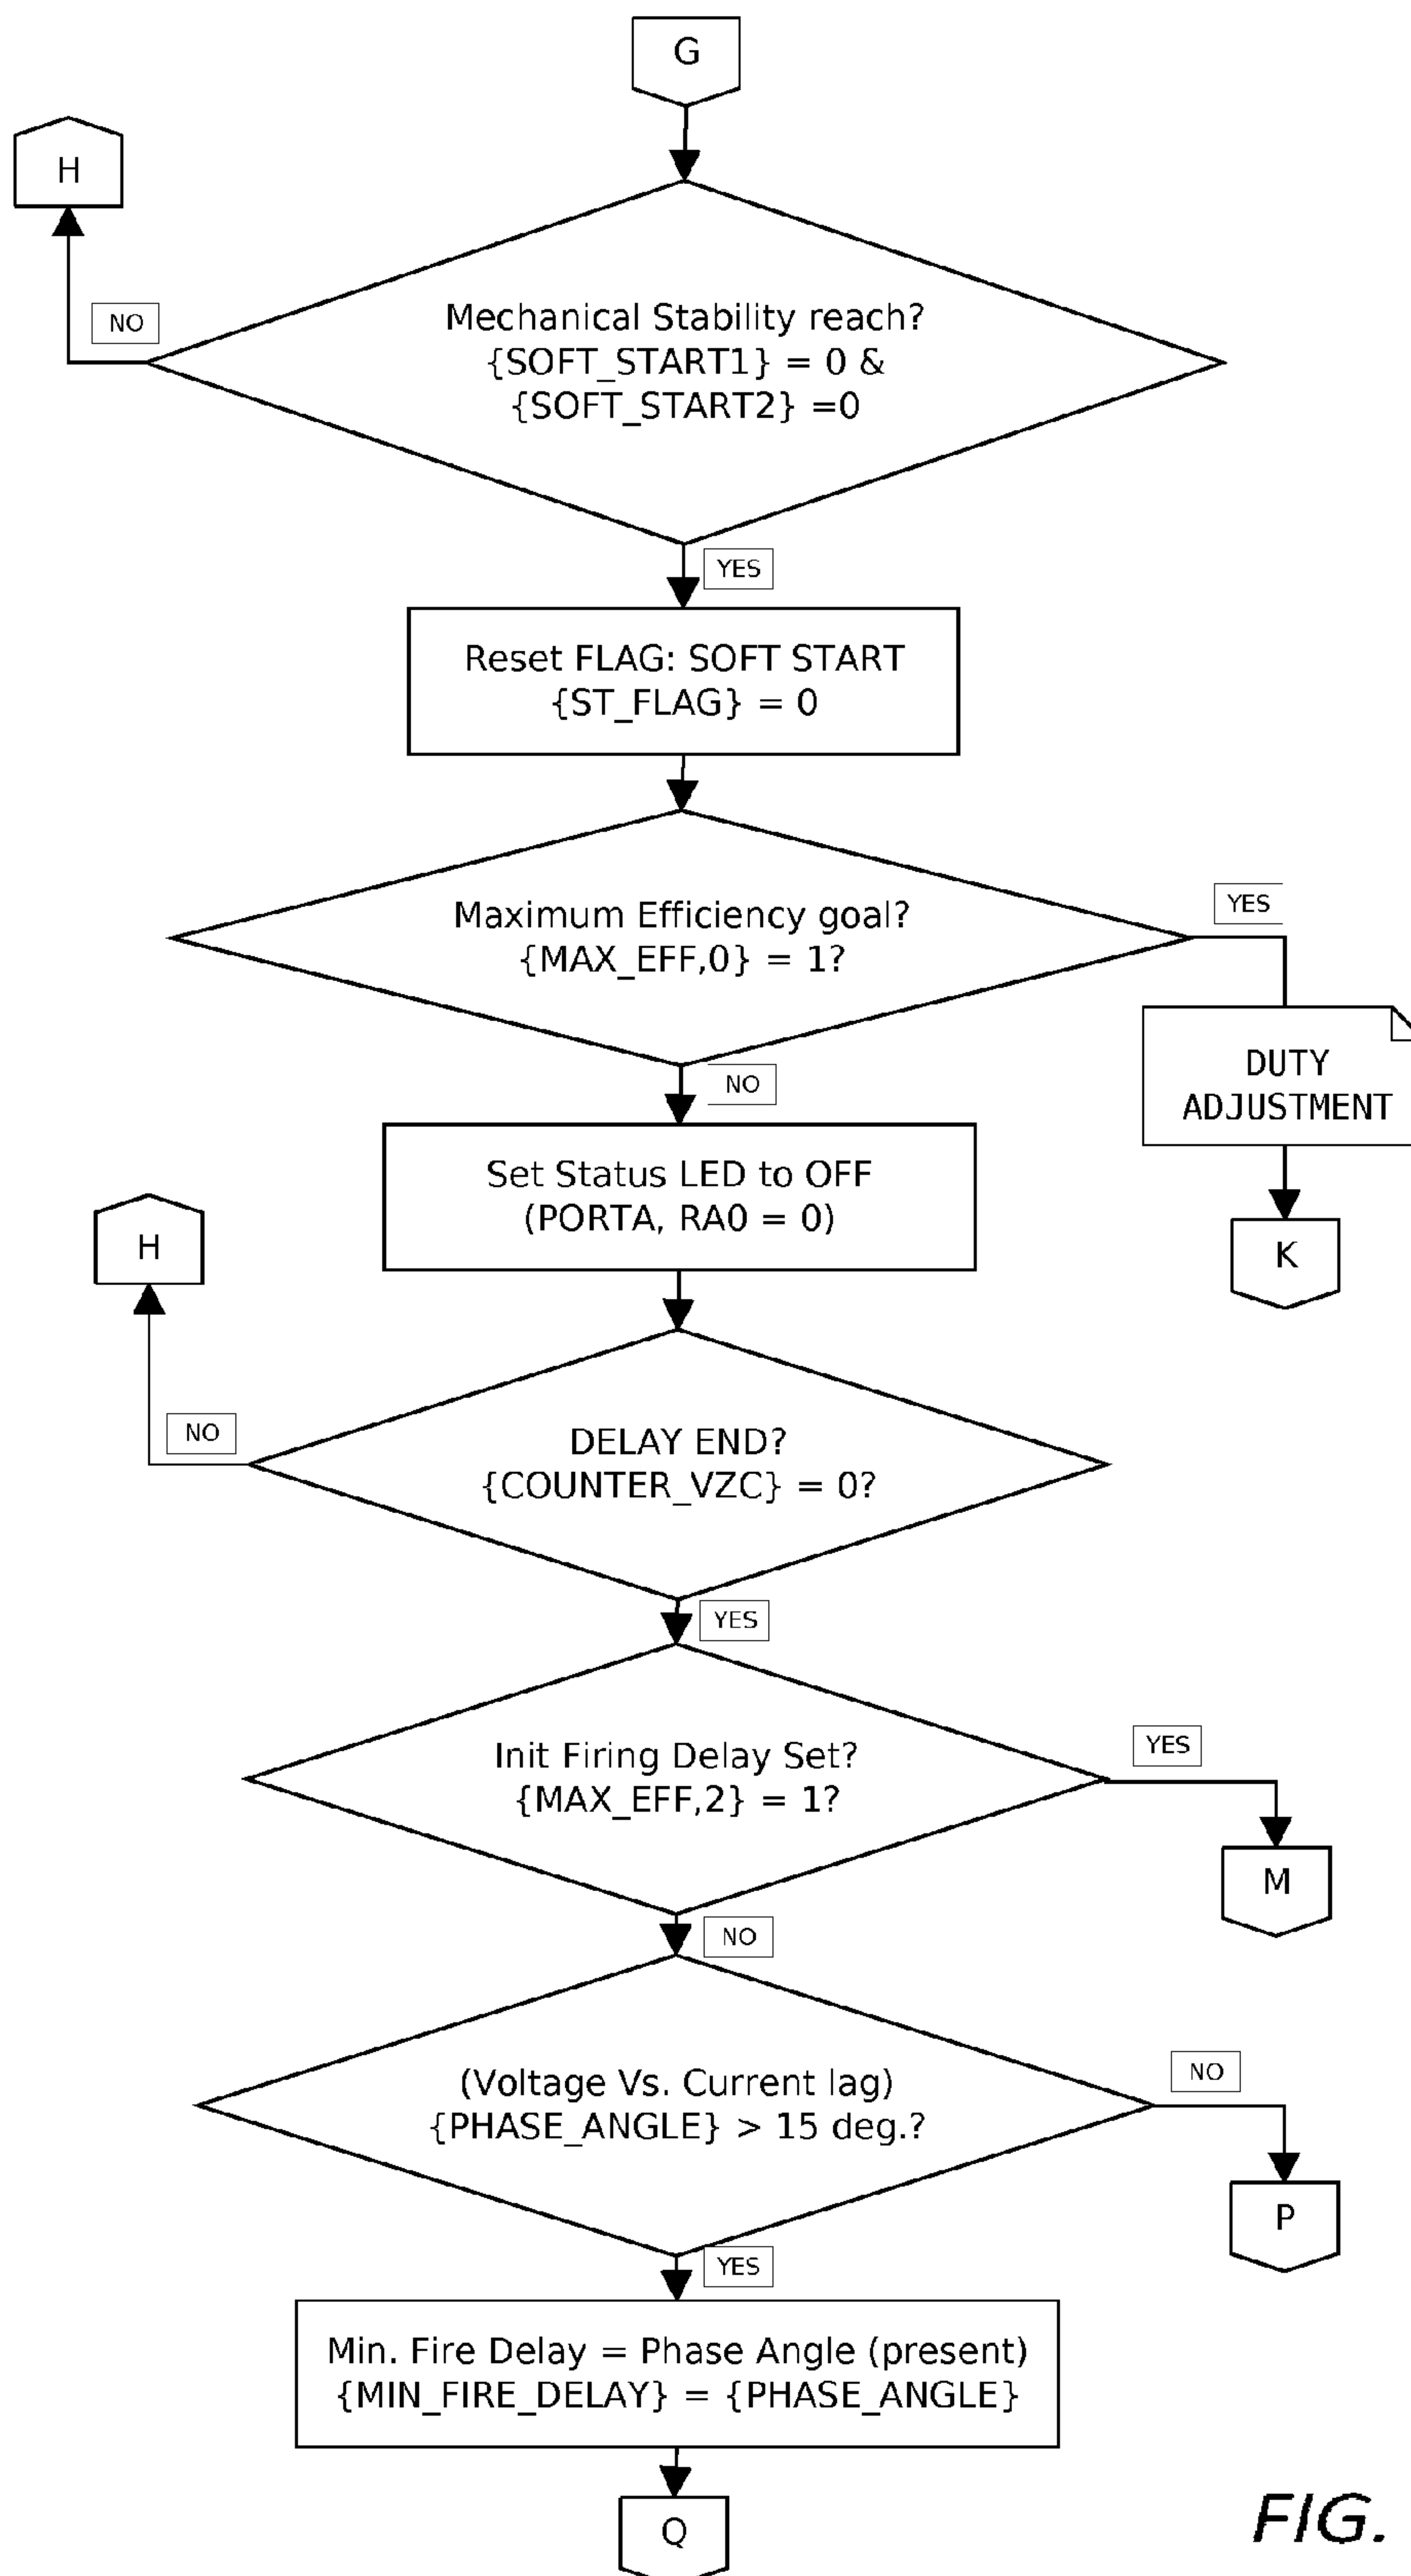 G
H
NO
Mechanical Stability reach?
{SOFT_START1} = 0 &
{SOFT_START2} =0
YES
Reset FLAG: SOFT START
{ST_FLAG} = 0
Maximum Efficiency goal?
{MAX_EFF,0} = 1?
YES
DUTY
ADJUSTMENT
K
NO
Set Status LED to OFF
(PORTA, RA0 = 0)
H
NO
DELAY END?
{COUNTER_VZC} = 0?
YES
Init Firing Delay Set?
{MAX_EFF,2} = 1?
YES
M
NO
(Voltage Vs. Current lag)
{PHASE_ANGLE} > 15 deg.?
NO
P
YES
Min. Fire Delay = Phase Angle (present)
{MIN_FIRE_DELAY} = {PHASE_ANGLE}
Q
FIG.